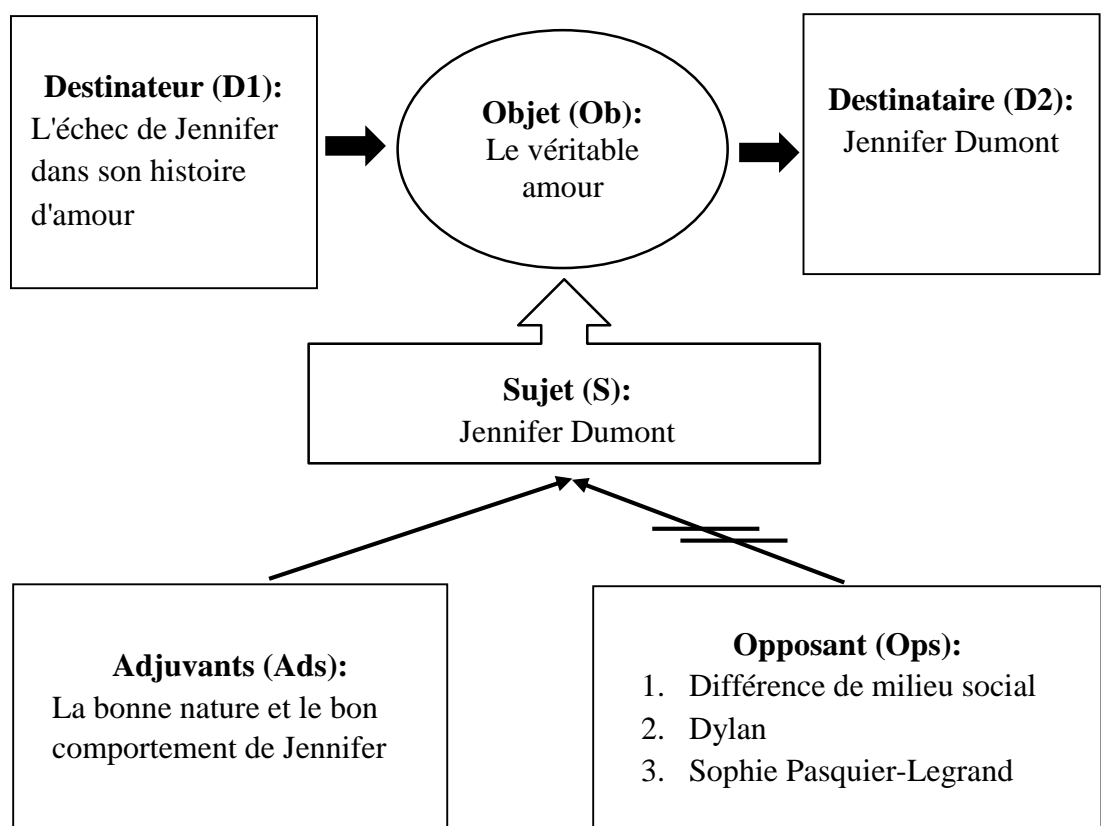 Destinateur (D1):
L'échec de Jennifer
dans son histoire
d'amour
Objet (Ob):
Le véritable
amour
Destinataire (D2):
Jennifer Dumont
Sujet (S):
Jennifer Dumont
Adjuvants (Ads):
La bonne nature et le bon
comportement de Jennifer
Opposant (Ops):
1. Différence de milieu social
2. Dylan
3. Sophie Pasquier-Legrand